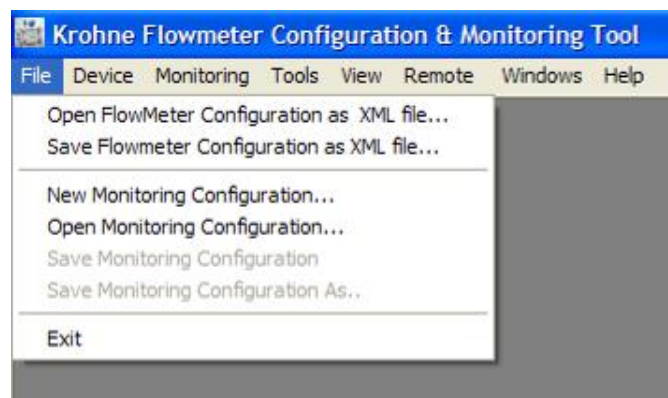 Krohne Flowmeter Configuration & Monitoring Tool
File Device Monitoring Tools View Remote Windows Help
Open FlowMeter Configuration as XML file...
Save Flowmeter Configuration as XML file...
New Monitoring Configuration...
Open Monitoring Configuration...
Save Monitoring Configuration
Save Monitoring Configuration As..
Exit